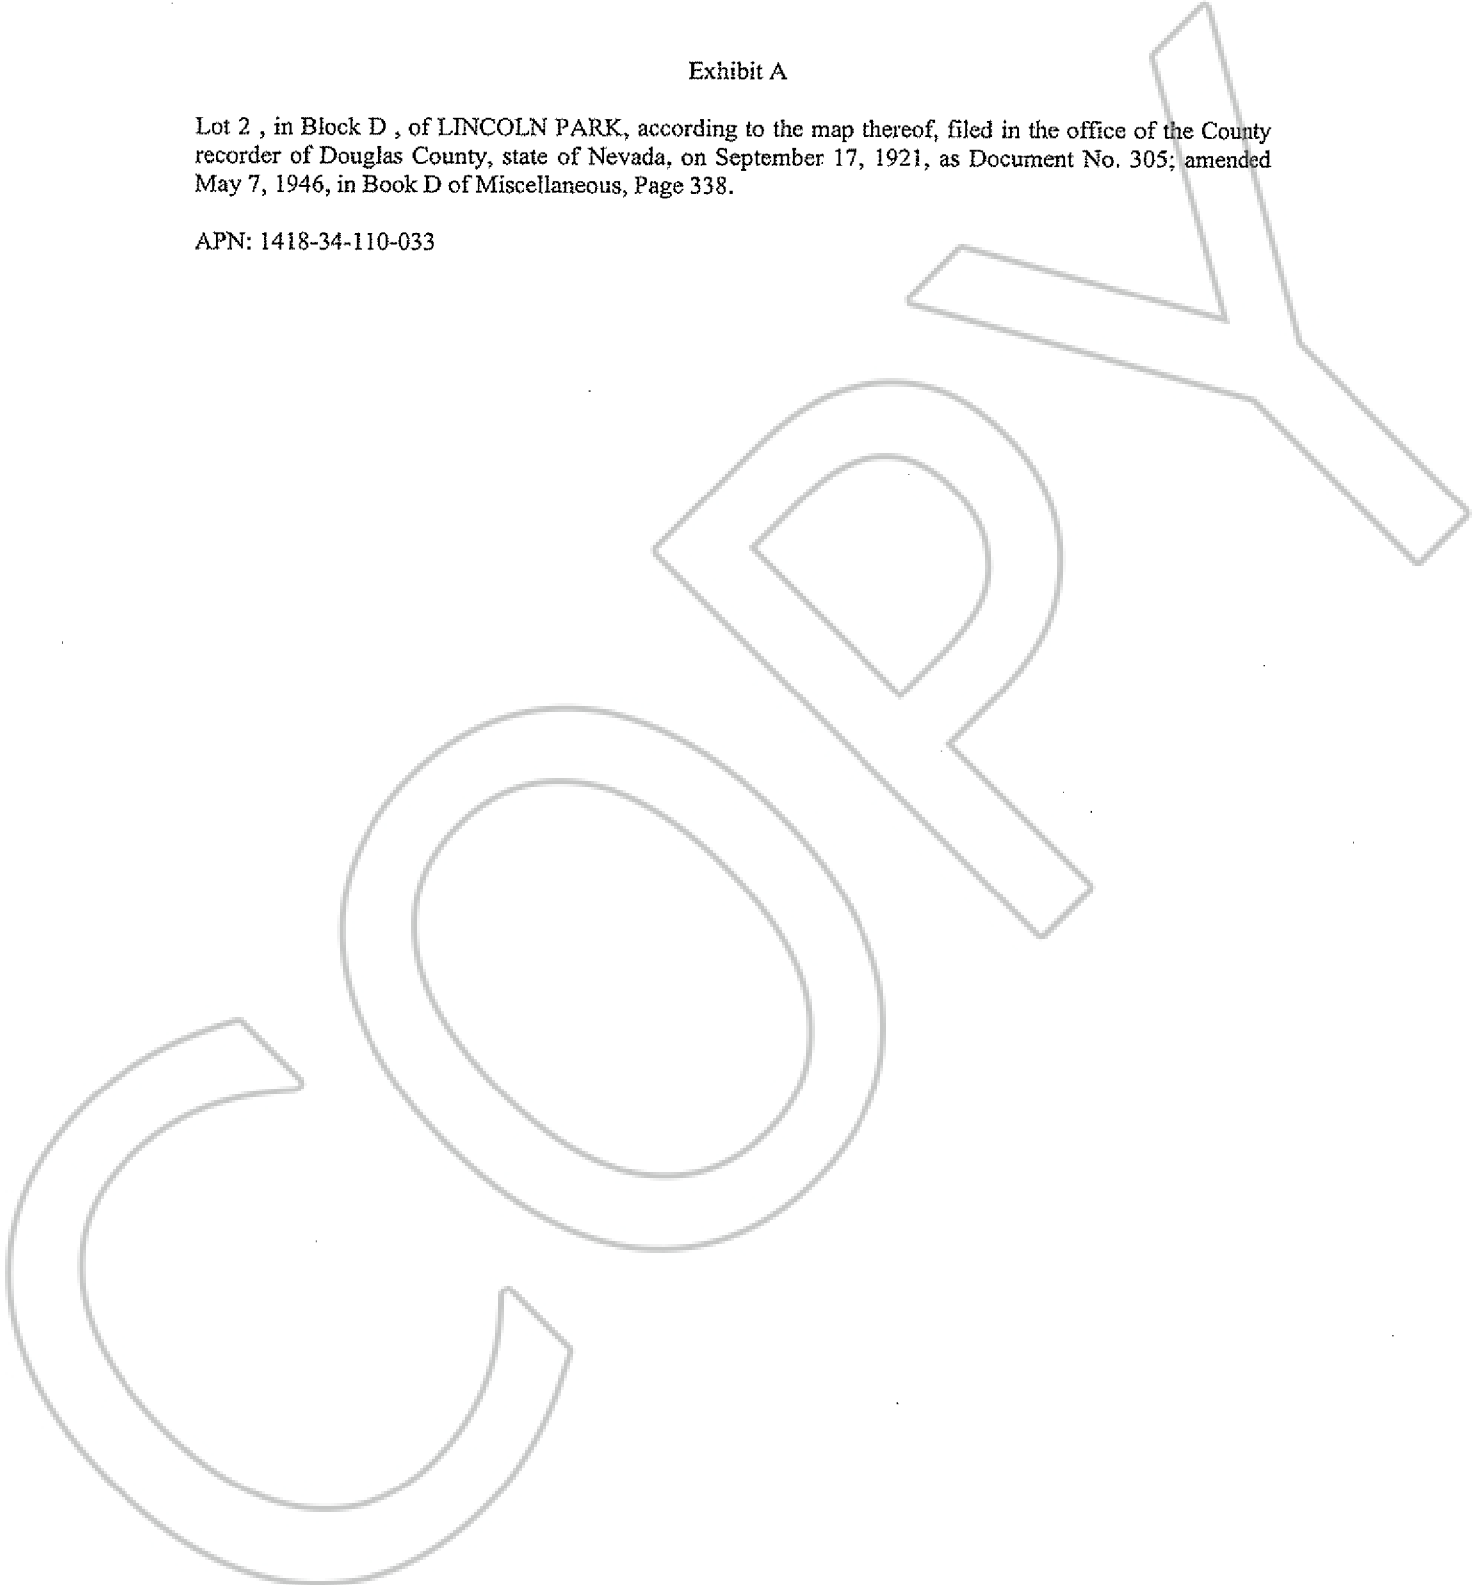 Exhibit A
Lot 2 , in Block D , of LINCOLN PARK, according to the map thereof, filed in the office of the County
recorder of Douglas County, state of Nevada, on September 17, 1921, as Document No. 305; amended
May 7, 1946, in Book D of Miscellaneous, Page 338.
APN: 1418-34-110-033
COPY